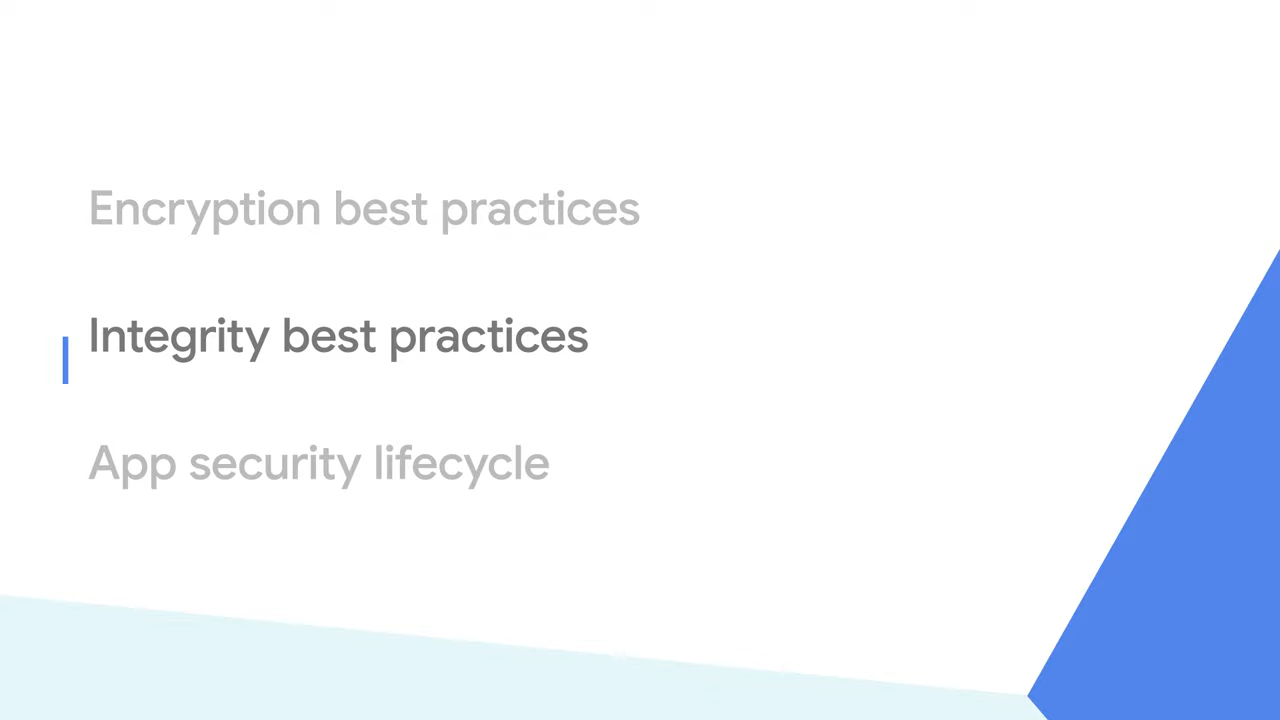 Encryption best practices
Integrity best practices
App security lifecycle